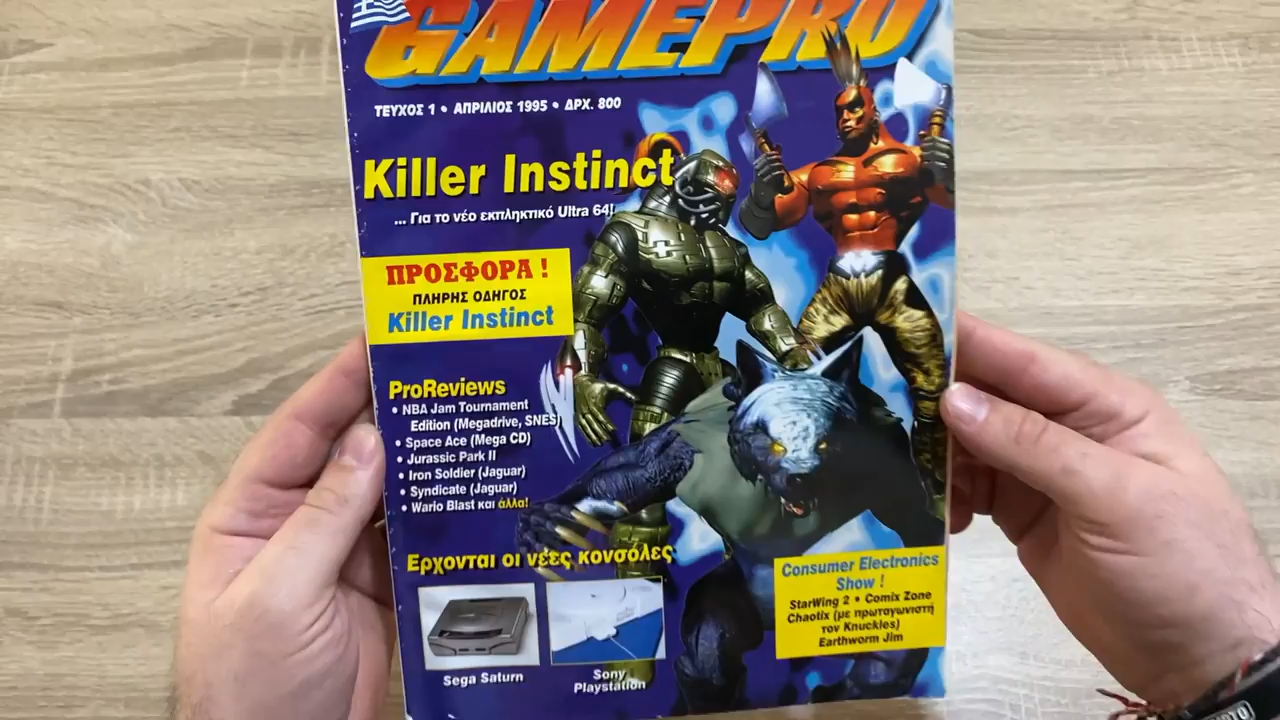 GAMEPRO
ΤΕΥΧΟΣ 1 • ΑΠΡΙΛΙΟΣ 1995 • ΔΡΧ. 800
Killer Instinct
... Για το νέο εκπληκτικό Ultra 64!
ΠΡΟΣΦΟΡΑ !
ΠΛΗΡΗΣ ΟΔΗΓΟΣ
Killer Instinct
ProReviews
• NBA Jam Tournament
Edition (Megadrive, SNES)
• Space Ace (Mega CD)
• Jurassic Park II
• Iron Soldier (Jaguar)
• Syndicate (Jaguar)
• Wario Blast και άλλα!
Ερχονται οι νέες κονσόλες
Sega Saturn
Sony
Playstation
Consumer Electronics
Show !
StarWing 2 • Comix Zone
Chaotix (με πρωταγωνιστή
τον Knuckles)
Earthworm Jim